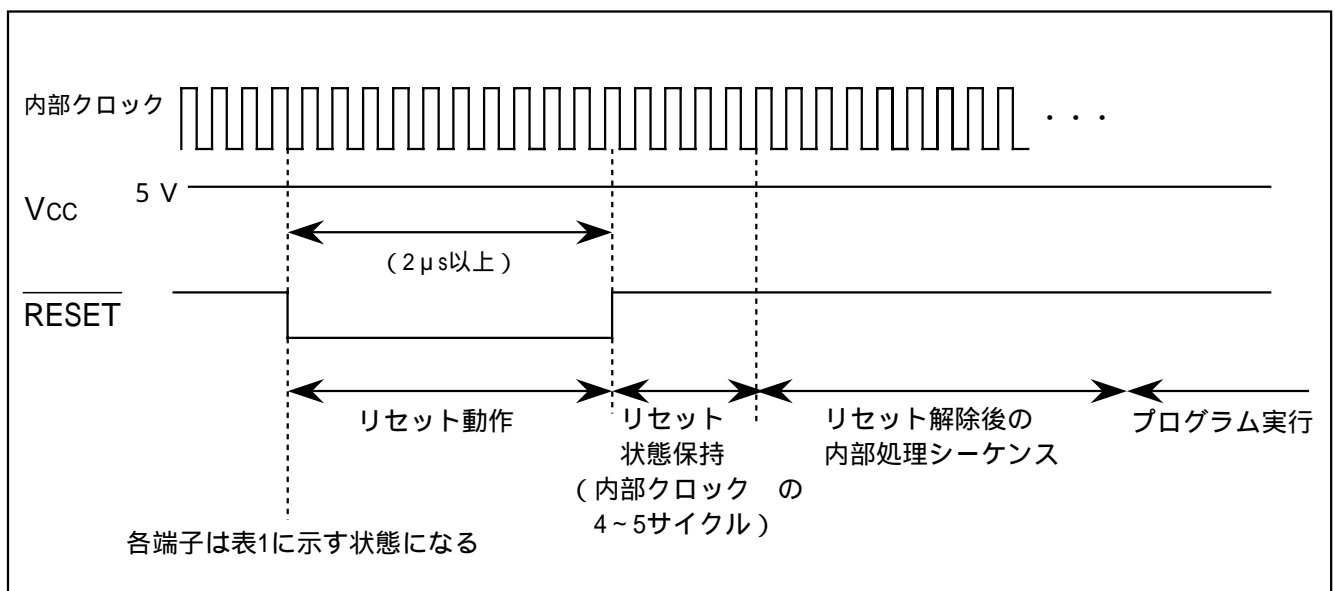 内部クロック
・・・
5 V
Vcc
(2μs以上)
RESET
リセット動作
リセット
状態保持
(内部クロック の
4~5サイクル)
リセット解除後の
内部処理シーケンス
プログラム実行
各端子は表1に示す状態になる